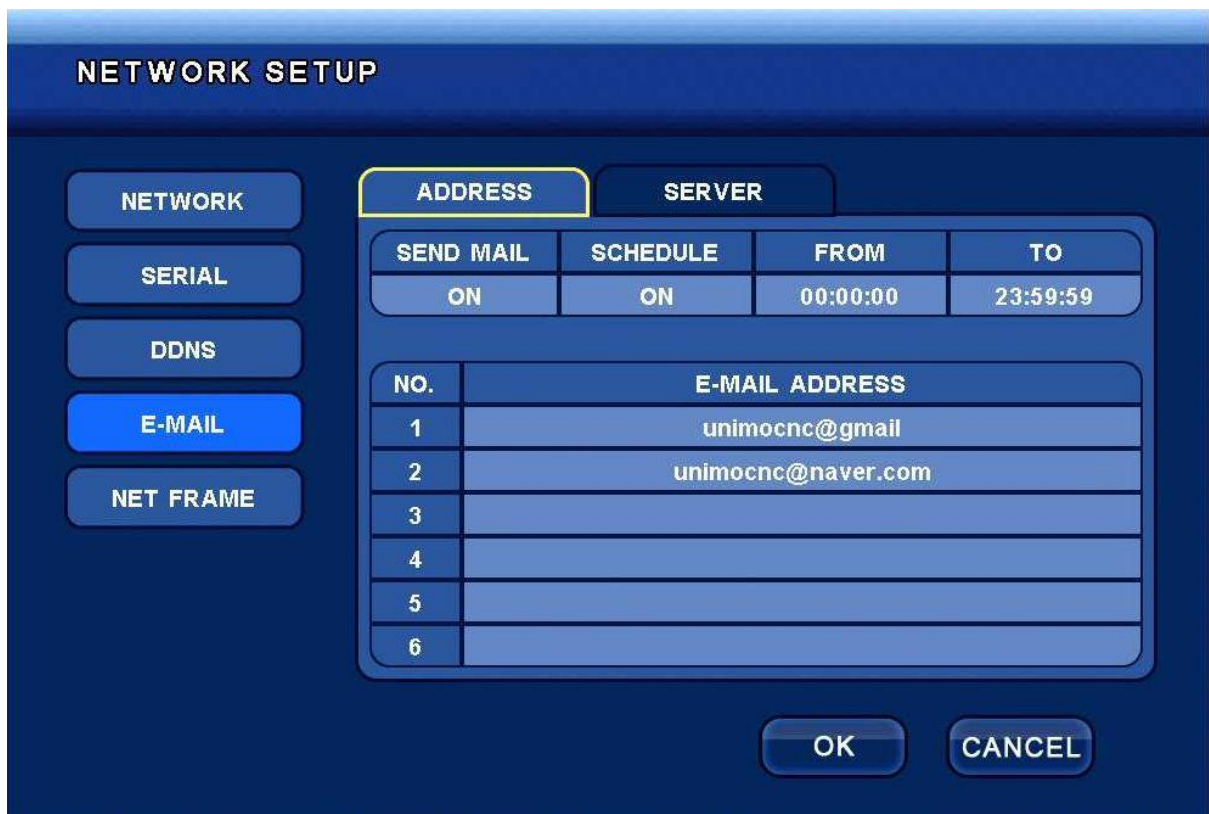 NETWORK SETUP
NETWORK
SERIAL
DDNS
E-MAIL
NET FRAME
ADDRESS SERVER
SEND MAIL SCHEDULE FROM TO
ON ON 00:00:00 23:59:59
NO. E-MAIL ADDRESS
1 unimocnc@gmail
2 unimocnc@naver.com
3
4
5
6
OK CANCEL